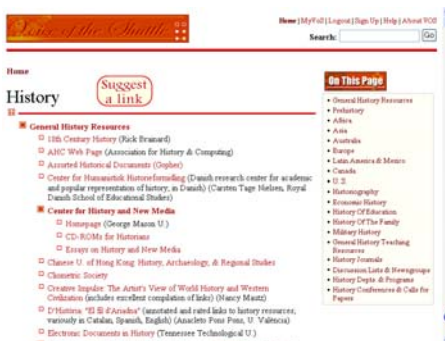 Voice of the Shuttle
Home | MyVoS | Logout | Sign Up | Help | About VOS
Search: Go
Home
Suggest
a link
History
General History Resources
18th Century History (Rick Brainard)
AHC Web Page (Association for History & Computing)
Assorted Historical Documents (Gopher)
Center for Humanistisk Historieformidling (Danish research center for academic
and popular representation of history, in Danish) (Carsten Tage Nielsen, Royal
Danish School of Educational Studies)
Center for History and New Media
Homepage (George Mason U.)
CD-ROMs for Historians
Essays on History and New Media
Chinese U. of Hong Kong: History, Archaeology, & Regional Studies
Cliometric Society
Creative Impulse: The Artist's View of World History and Western
Civilization (includes excellent compilation of links) (Nancy Mautz)
D'Història: "El fil d'Ariadna" (annotated and rated links to history resources,
variously in Catalan, Spanish, English) (Anacleto Pons Pons, U. Valencia)
Electronic Documents in History (Tennessee Technological U.)
On This Page
General History Resources
Prehistory
Africa
Asia
Australia
Europe
Latin America & Mexico
Canada
U. S.
Historiography
Economic History
History Of Education
History Of The Family
Military History
General History Teaching
Resources
History Journals
Discussion Lists & Newsgroups
History Depts. & Programs
History Conferences & Calls for
Papers